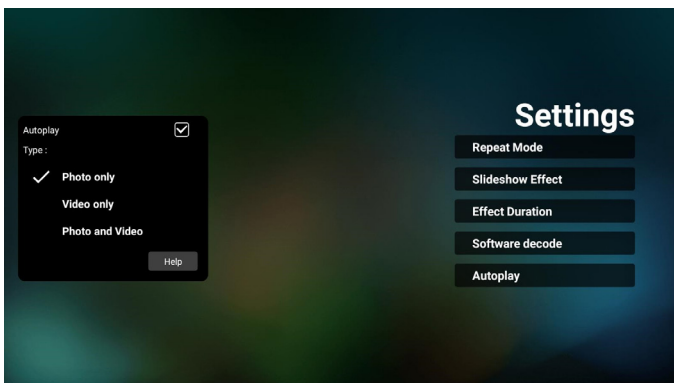 Settings
Autoplay
Type :
Photo only
Video only
Photo and Video
Help
Repeat Mode
Slideshow Effect
Effect Duration
Software decode
Autoplay